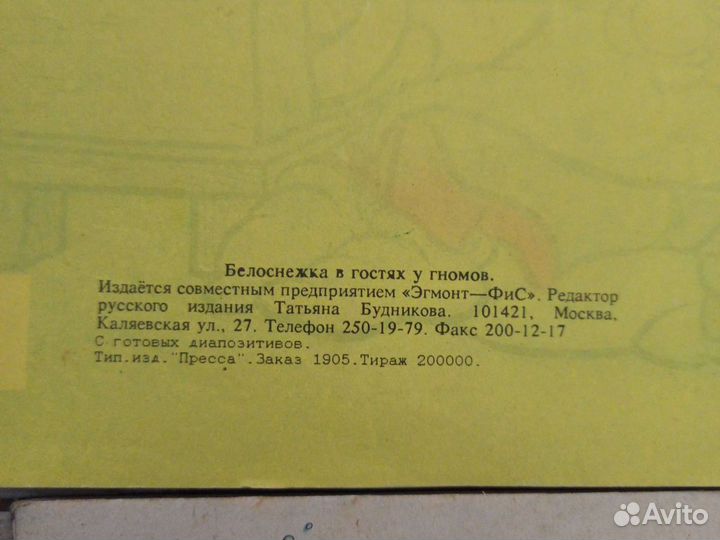 Белоснежка в гостях у гномов.
Издаётся совместным предприятием «Эгмонт—ФиС». Редактор
русского издания Татьяна Будникова. 101421, Москва,
Каляевская ул., 27. Телефон 250-19-79. Факс 200-12-17
С готовых диапозитивов.
Тип.изд."Пресса".Заказ 1905.Тираж 200000.
Avito